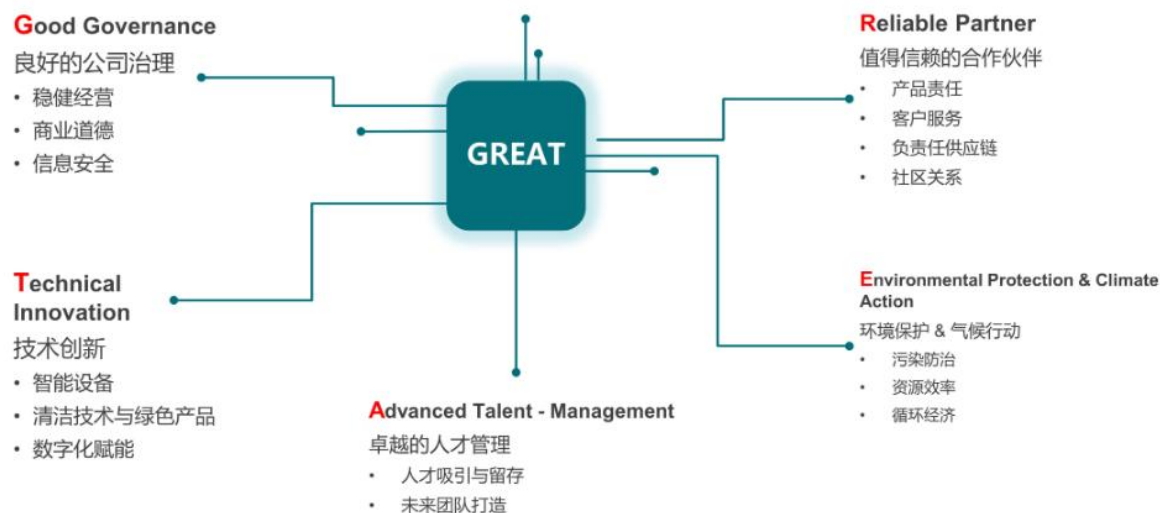 Good Governance
良好的公司治理
• 稳健经营
• 商业道德
• 信息安全
GREAT
Reliable Partner
值得信赖的合作伙伴
• 产品责任
• 客户服务
• 负责任供应链
• 社区关系
Technical
Innovation
技术创新
• 智能设备
• 清洁技术与绿色产品
• 数字化赋能
Advanced Talent - Management
卓越的人才管理
• 人才吸引与留存
• 未来团队打造
Environmental Protection & Climate
Action
环境保护 & 气候行动
• 污染防治
• 资源效率
• 循环经济